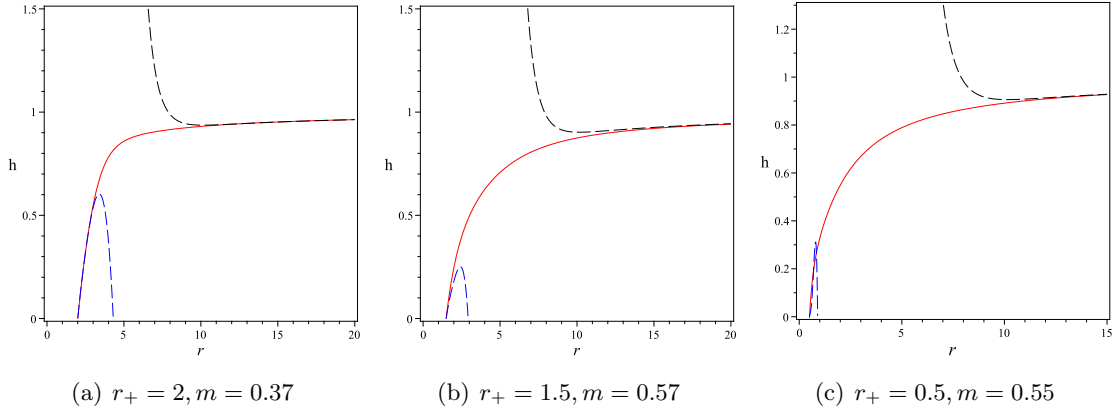 1.5
1
h
0.5
0
0 5 10 15 20
r
(a) r₊ = 2, m = 0.37
1.5
1
h
0.5
0
0 5 10 15 20
r
(b) r₊ = 1.5, m = 0.57
1.2
1
0.8
h
0.6
0.4
0.2
0
0 5 10 15
r
(c) r₊ = 0.5, m = 0.55